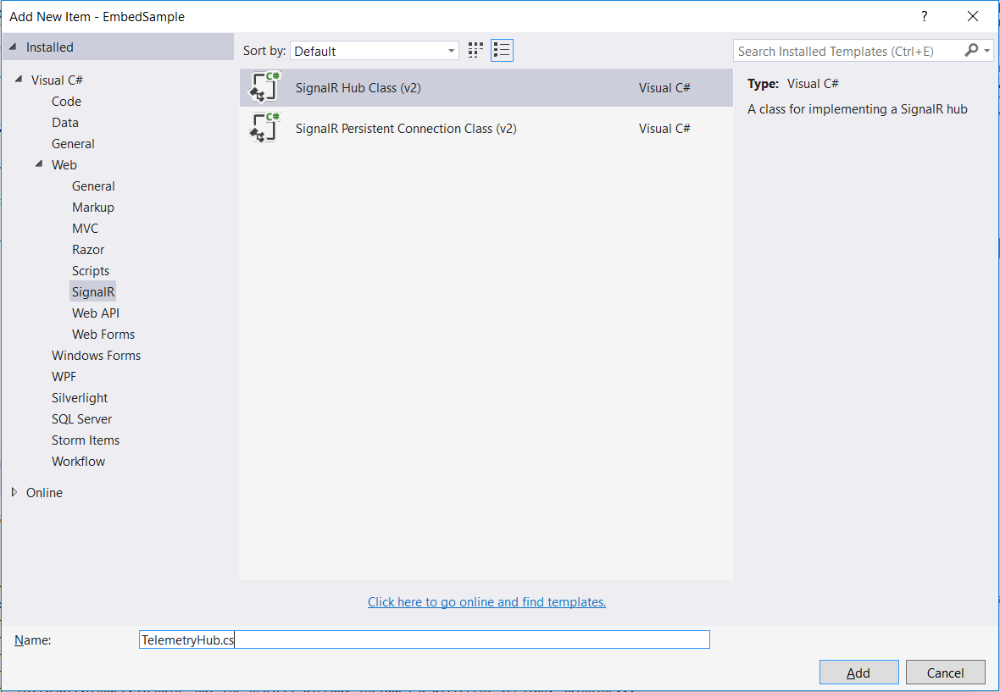 Add New Item - EmbedSample
?
Installed
Sort by: Default
Search Installed Templates (Ctrl+E)
Visual C#
Code
Data
General
Web
General
Markup
MVC
Razor
Scripts
SignalR
Web API
Web Forms
Windows Forms
WPF
Silverlight
SQL Server
Storm Items
Workflow
Online
C# SignalR Hub Class (v2) Visual C#
C# SignalR Persistent Connection Class (v2) Visual C#
Type: Visual C#
A class for implementing a SignalR hub
Click here to go online and find templates.
Name: TelemetryHub.cs
Add Cancel